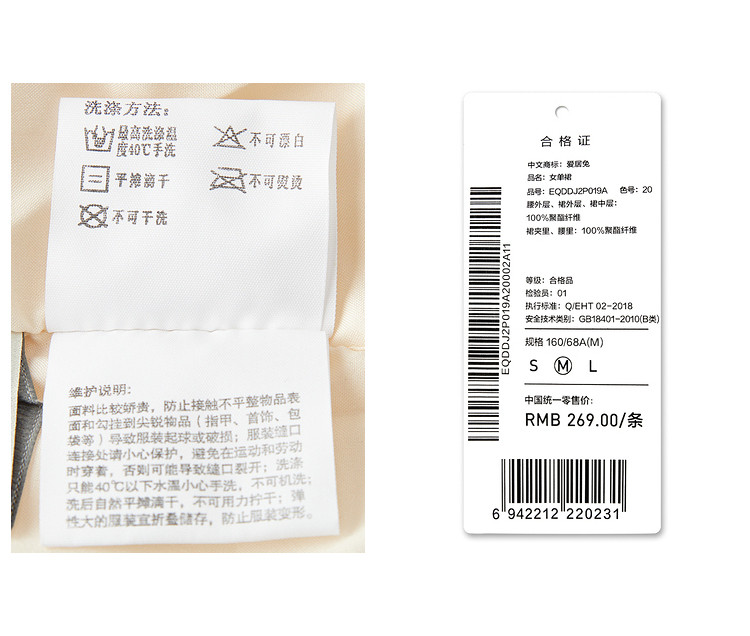 洗涤方法:
最高洗涤温
度40℃手洗
不可漂白
平摊滴干
不可熨烫
不可干洗
维护说明:
面料比较娇贵,防止接触不平整物品表
面和勾挂到尖锐物品(指甲、首饰、包
袋等)导致服装起球或破损;服装缝口
连接处请小心保护,避免在运动和劳动
时穿着,否则可能导致缝口裂开;洗涤
只能40℃以下水温小心手洗,不可机洗;
洗后自然平摊滴干,不可用力拧干;弹
性大的服装宜折叠储存,防止服装变形。
合格证
中文商标:爱居兔
品名:女单裙
品号:EQDDJ2P019A 色号:20
腰外层、裙外层、裙中层:
100%聚酯纤维
裙夹里、腰里:100%聚酯纤维
等级:合格品
检验员:01
执行标准:Q/EHT 02-2018
安全技术类别:GB18401-2010(B类)
规格 160/68A(M)
S M L
中国统一零售价:
RMB 269.00/条
EQDDJ2P019A20002A11
6 942212 220231